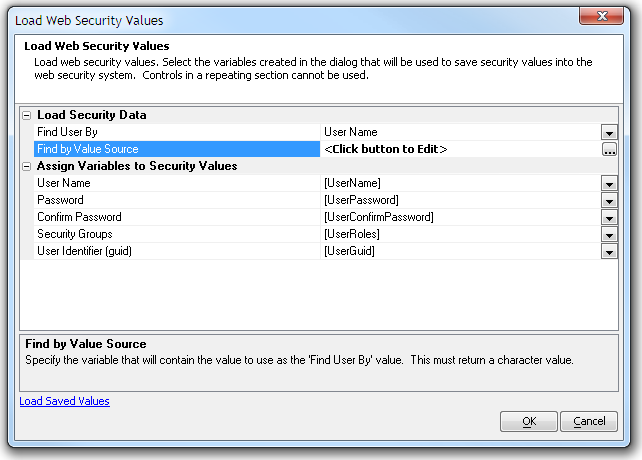 Load Web Security Values
Load Web Security Values
Load web security values. Select the variables created in the dialog that will be used to save security values into the
web security system.  Controls in a repeating section cannot be used.
Load Security Data
Find User By User Name
Find by Value Source <Click button to Edit> ...
Assign Variables to Security Values
User Name [UserName]
Password [UserPassword]
Confirm Password [UserConfirmPassword]
Security Groups [UserRoles]
User Identifier (guid) [UserGuid]
Find by Value Source
Specify the variable that will contain the value to use as the 'Find User By' value.  This must return a character value.
Load Saved Values
OK Cancel